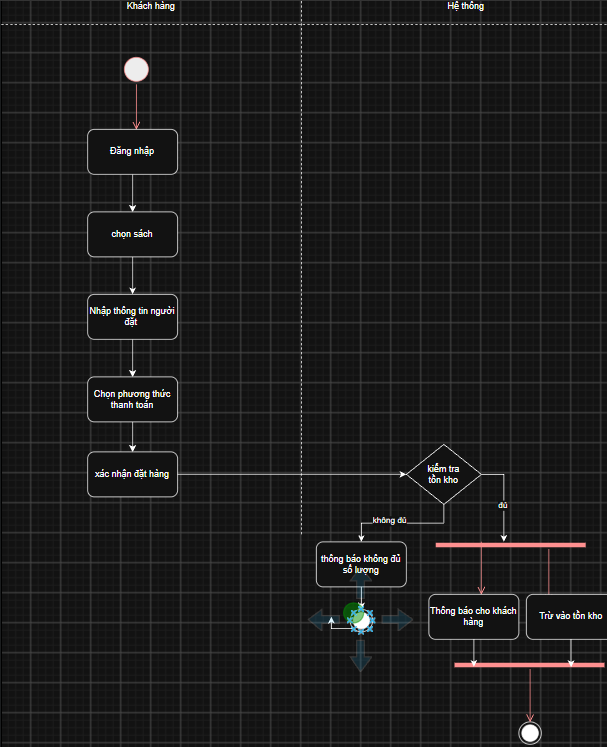 Khách hàng
Hệ thông
Đăng nhập
chọn sách
Nhập thông tin người
đặt
Chọn phương thức
thanh toán
xác nhận đặt hàng
kiểm tra
tồn kho
đủ
không đủ
thông báo không đủ
số lượng
Thông báo cho khách
hàng
Trừ vào tồn kho